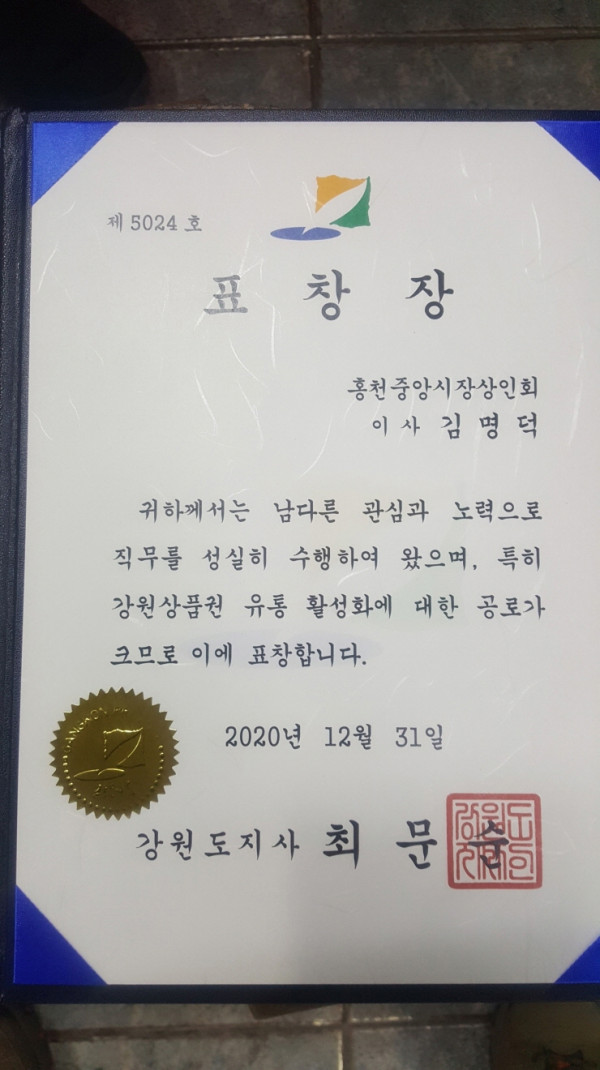 제 5024 호
표 창 장
홍천중앙시장상인회
이 사 김 명 덕
귀하께서는 남다른 관심과 노력으로
직무를 성실히 수행하여 왔으며, 특히
강원상품권 유통 활성화에 대한 공로가
크므로 이에 표창합니다.
2020년 12월 31일
강원도지사 최 문 순